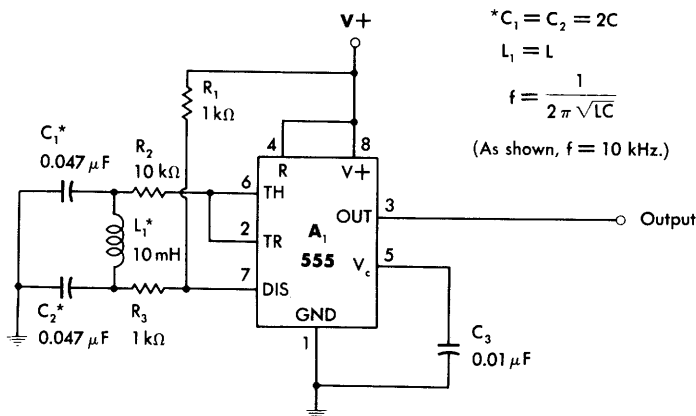 V+
*C₁ = C₂ = 2C
L₁ = L
f = 1 / 2 π √LC
(As shown, f = 10 kHz.)
R₁
1 kΩ
C₁*
0.047 μF
R₂
10 kΩ
4
8
R
V+
6
TH
L₁*
10 mH
2
TR
OUT
3
Output
A₁
555
V꜀
5
7
DIS
C₂*
0.047 μF
R₃
1 kΩ
GND
1
C₃
0.01 μF